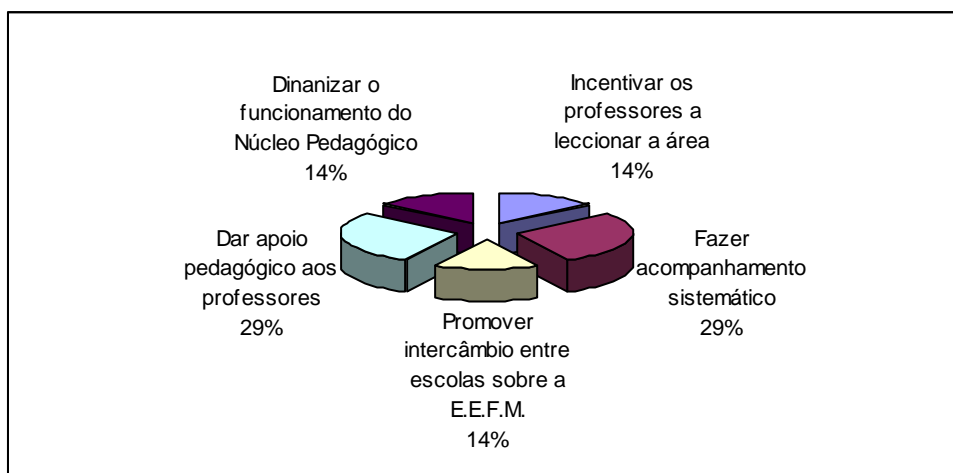 Dinanizar o
funcionamento do
Núcleo Pedagógico
14%
Incentivar os
professores a
leccionar a área
14%
Dar apoio
pedagógico aos
professores
29%
Fazer
acompanhamento
sistemático
29%
Promover
intercâmbio entre
escolas sobre a
E.E.F.M.
14%